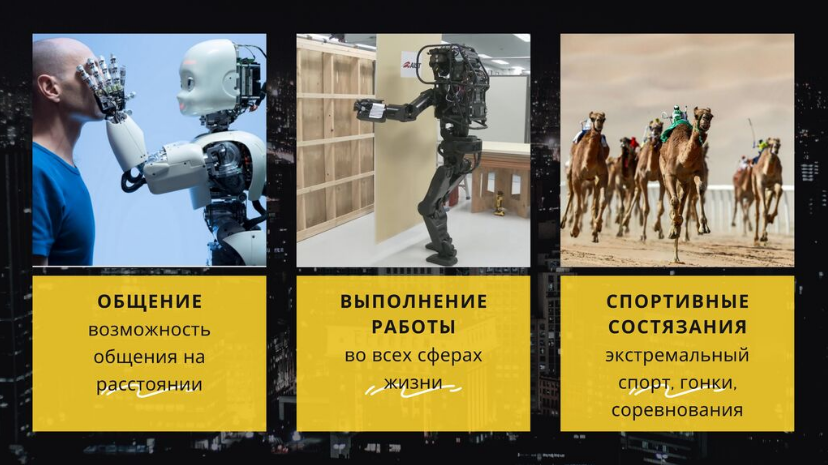 ОБЩЕНИЕ
возможность
общения на
расстоянии
ВЫПОЛНЕНИЕ
РАБОТЫ
во всех сферах
жизни
СПОРТИВНЫЕ
СОСТЯЗАНИЯ
экстремальный
спорт, гонки,
соревнования